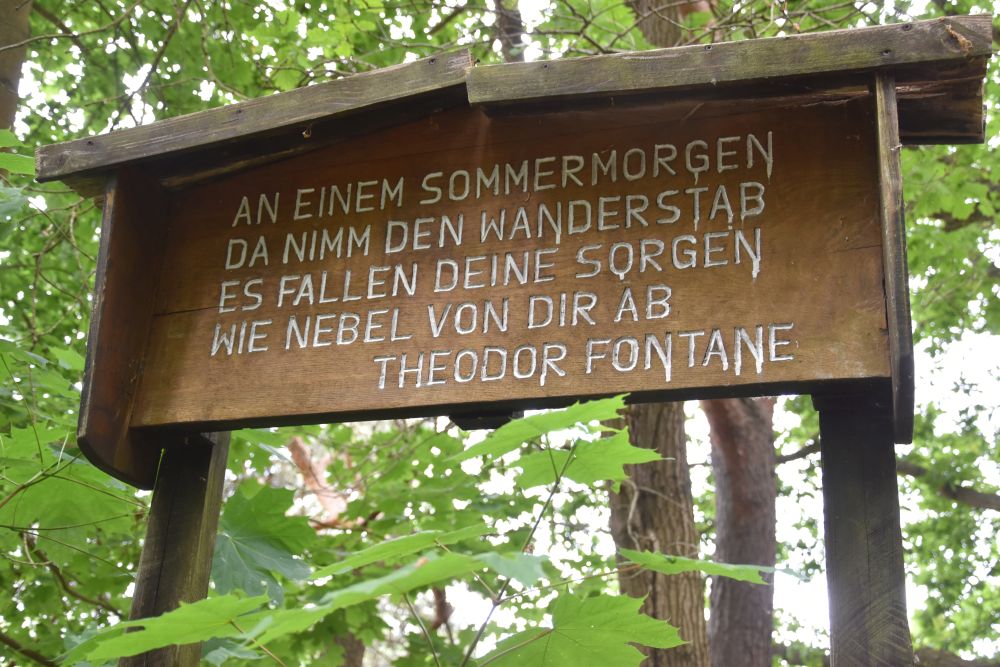 AN EINEM SOMMERMORGEN
DA NIMM DEN WANDERSTAB
ES FALLEN DEINE SORGEN
WIE NEBEL VON DIR AB
THEODOR FONTANE